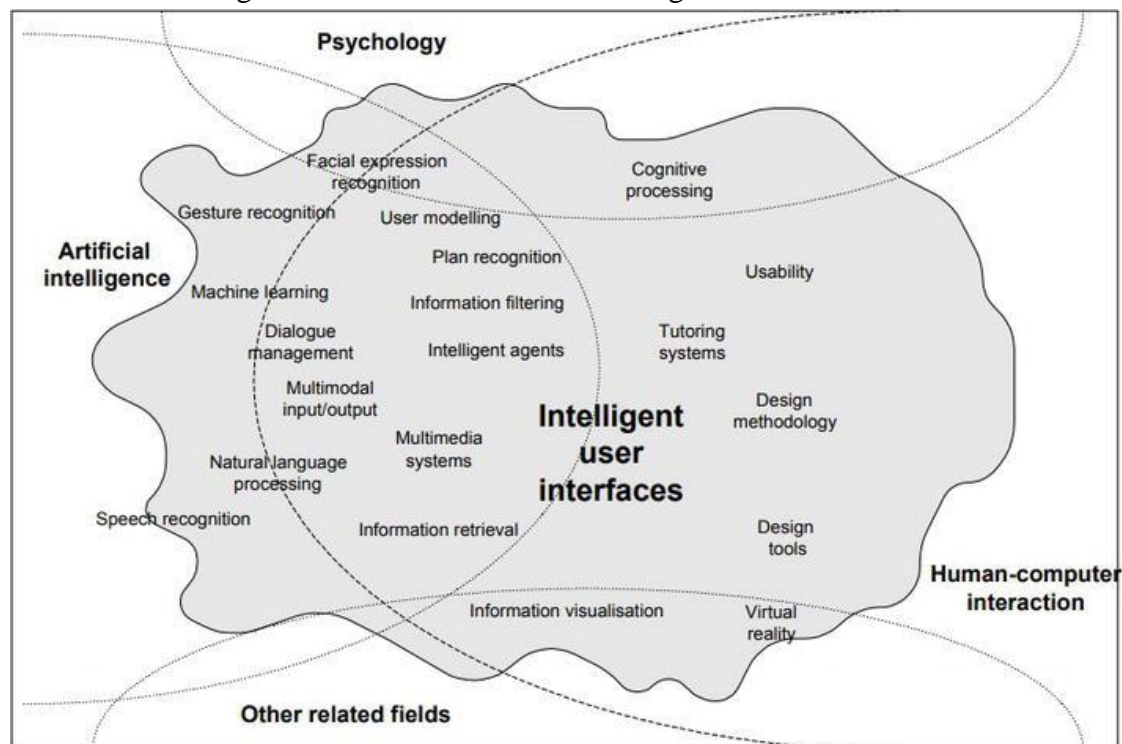 Psychology
Facial expression
recognition
Cognitive
processing
Gesture recognition
User modelling
Artificial
intelligence
Plan recognition
Usability
Machine learning
Information filtering
Dialogue
management
Intelligent agents
Tutoring
systems
Multimodal
input/output
Design
methodology
Intelligent
user
interfaces
Multimedia
systems
Natural language
processing
Speech recognition
Information retrieval
Design
tools
Human-computer
interaction
Information visualisation
Virtual
reality
Other related fields